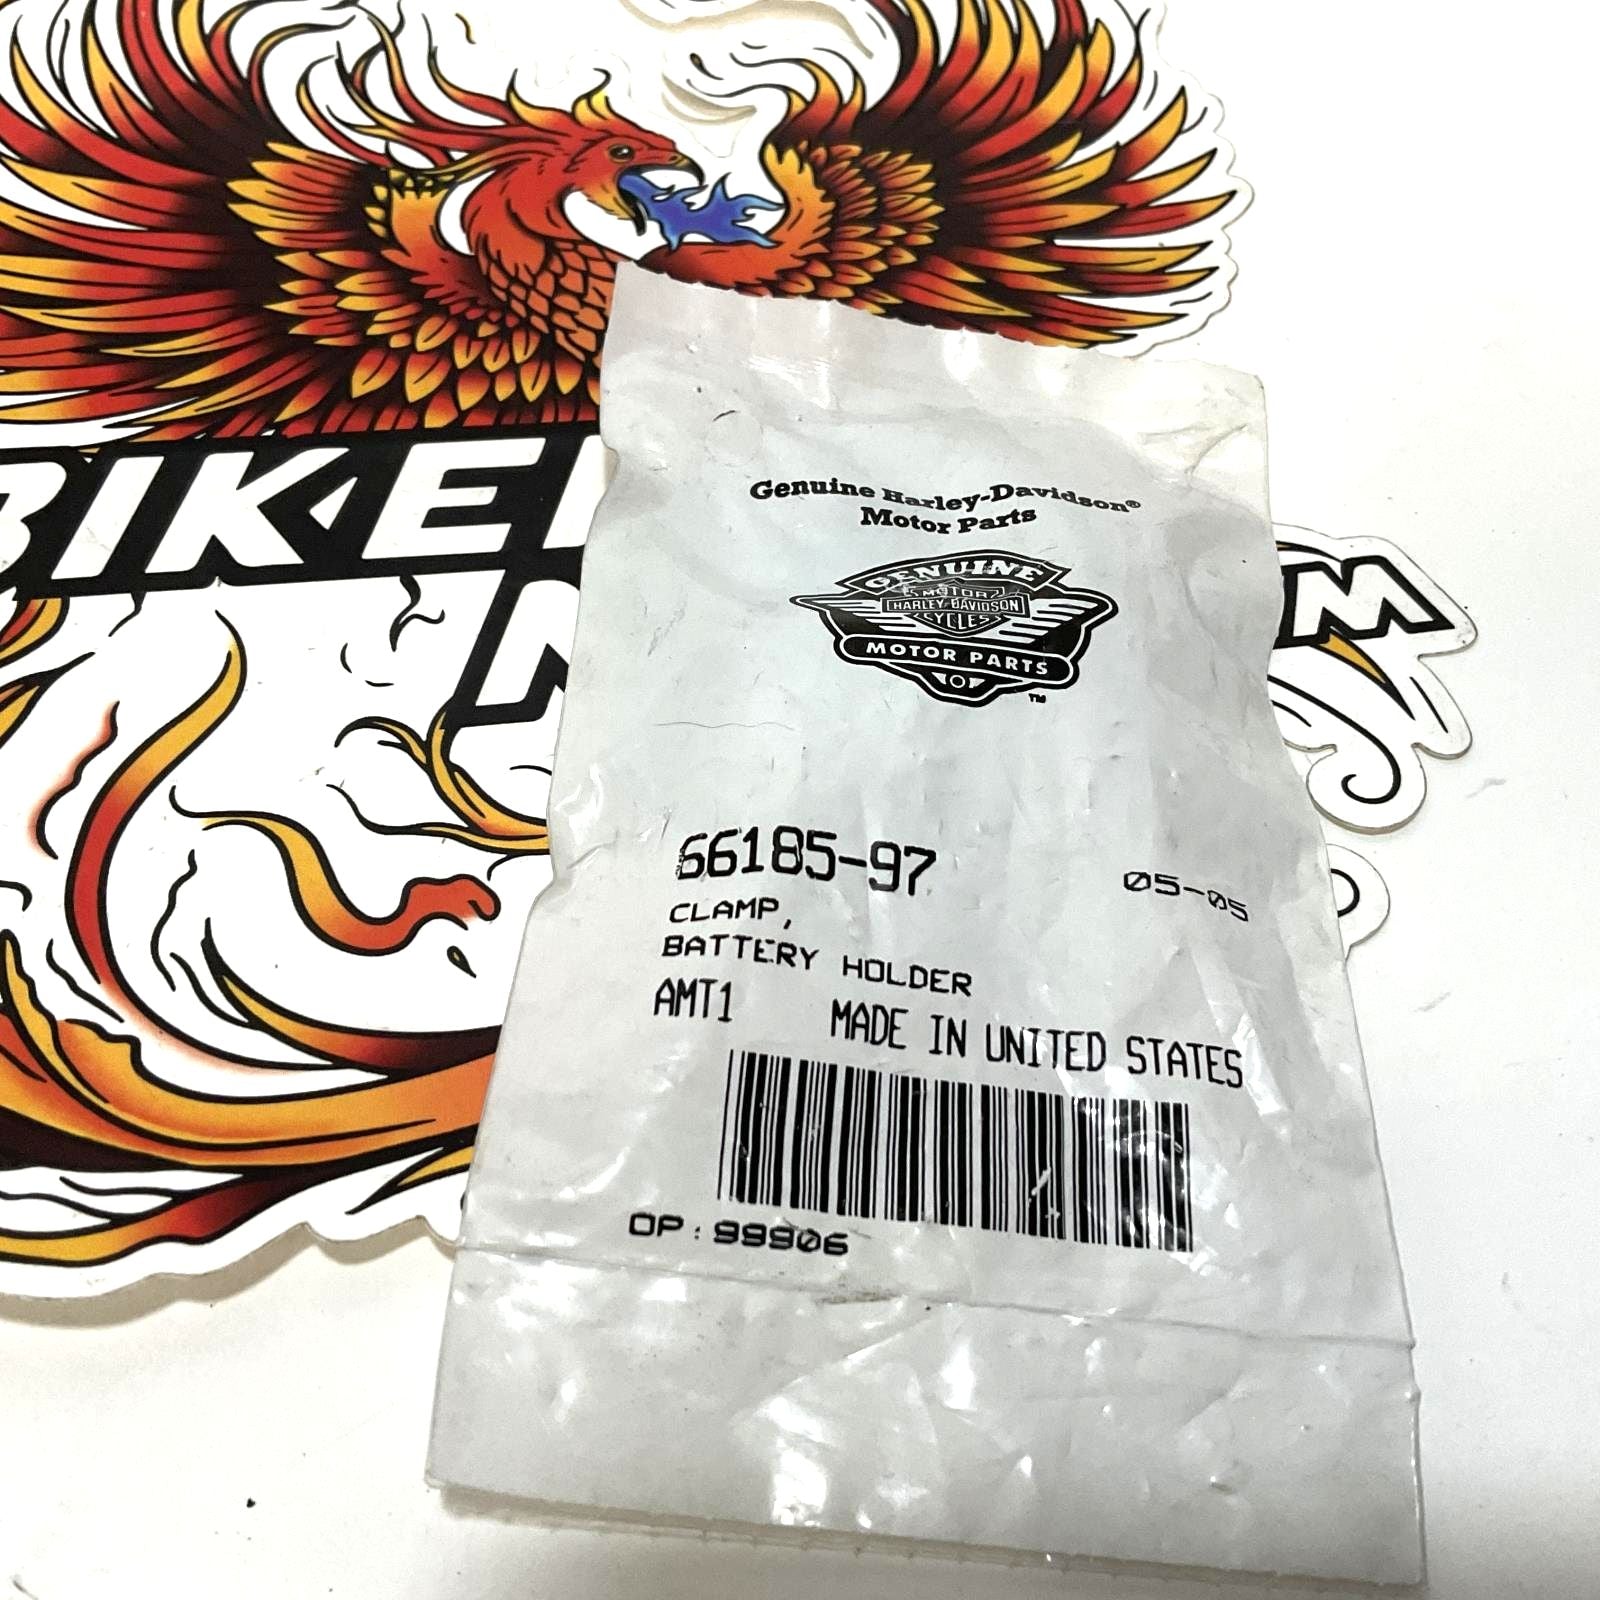 Genuine Harley-Davidson®
Motor Parts
GENUINE
MOTOR
HARLEY-DAVIDSON
CYCLES
MOTOR PARTS
™
66185-97
05-05
CLAMP,
BATTERY HOLDER
AMT1 MADE IN UNITED STATES
OP: 99906